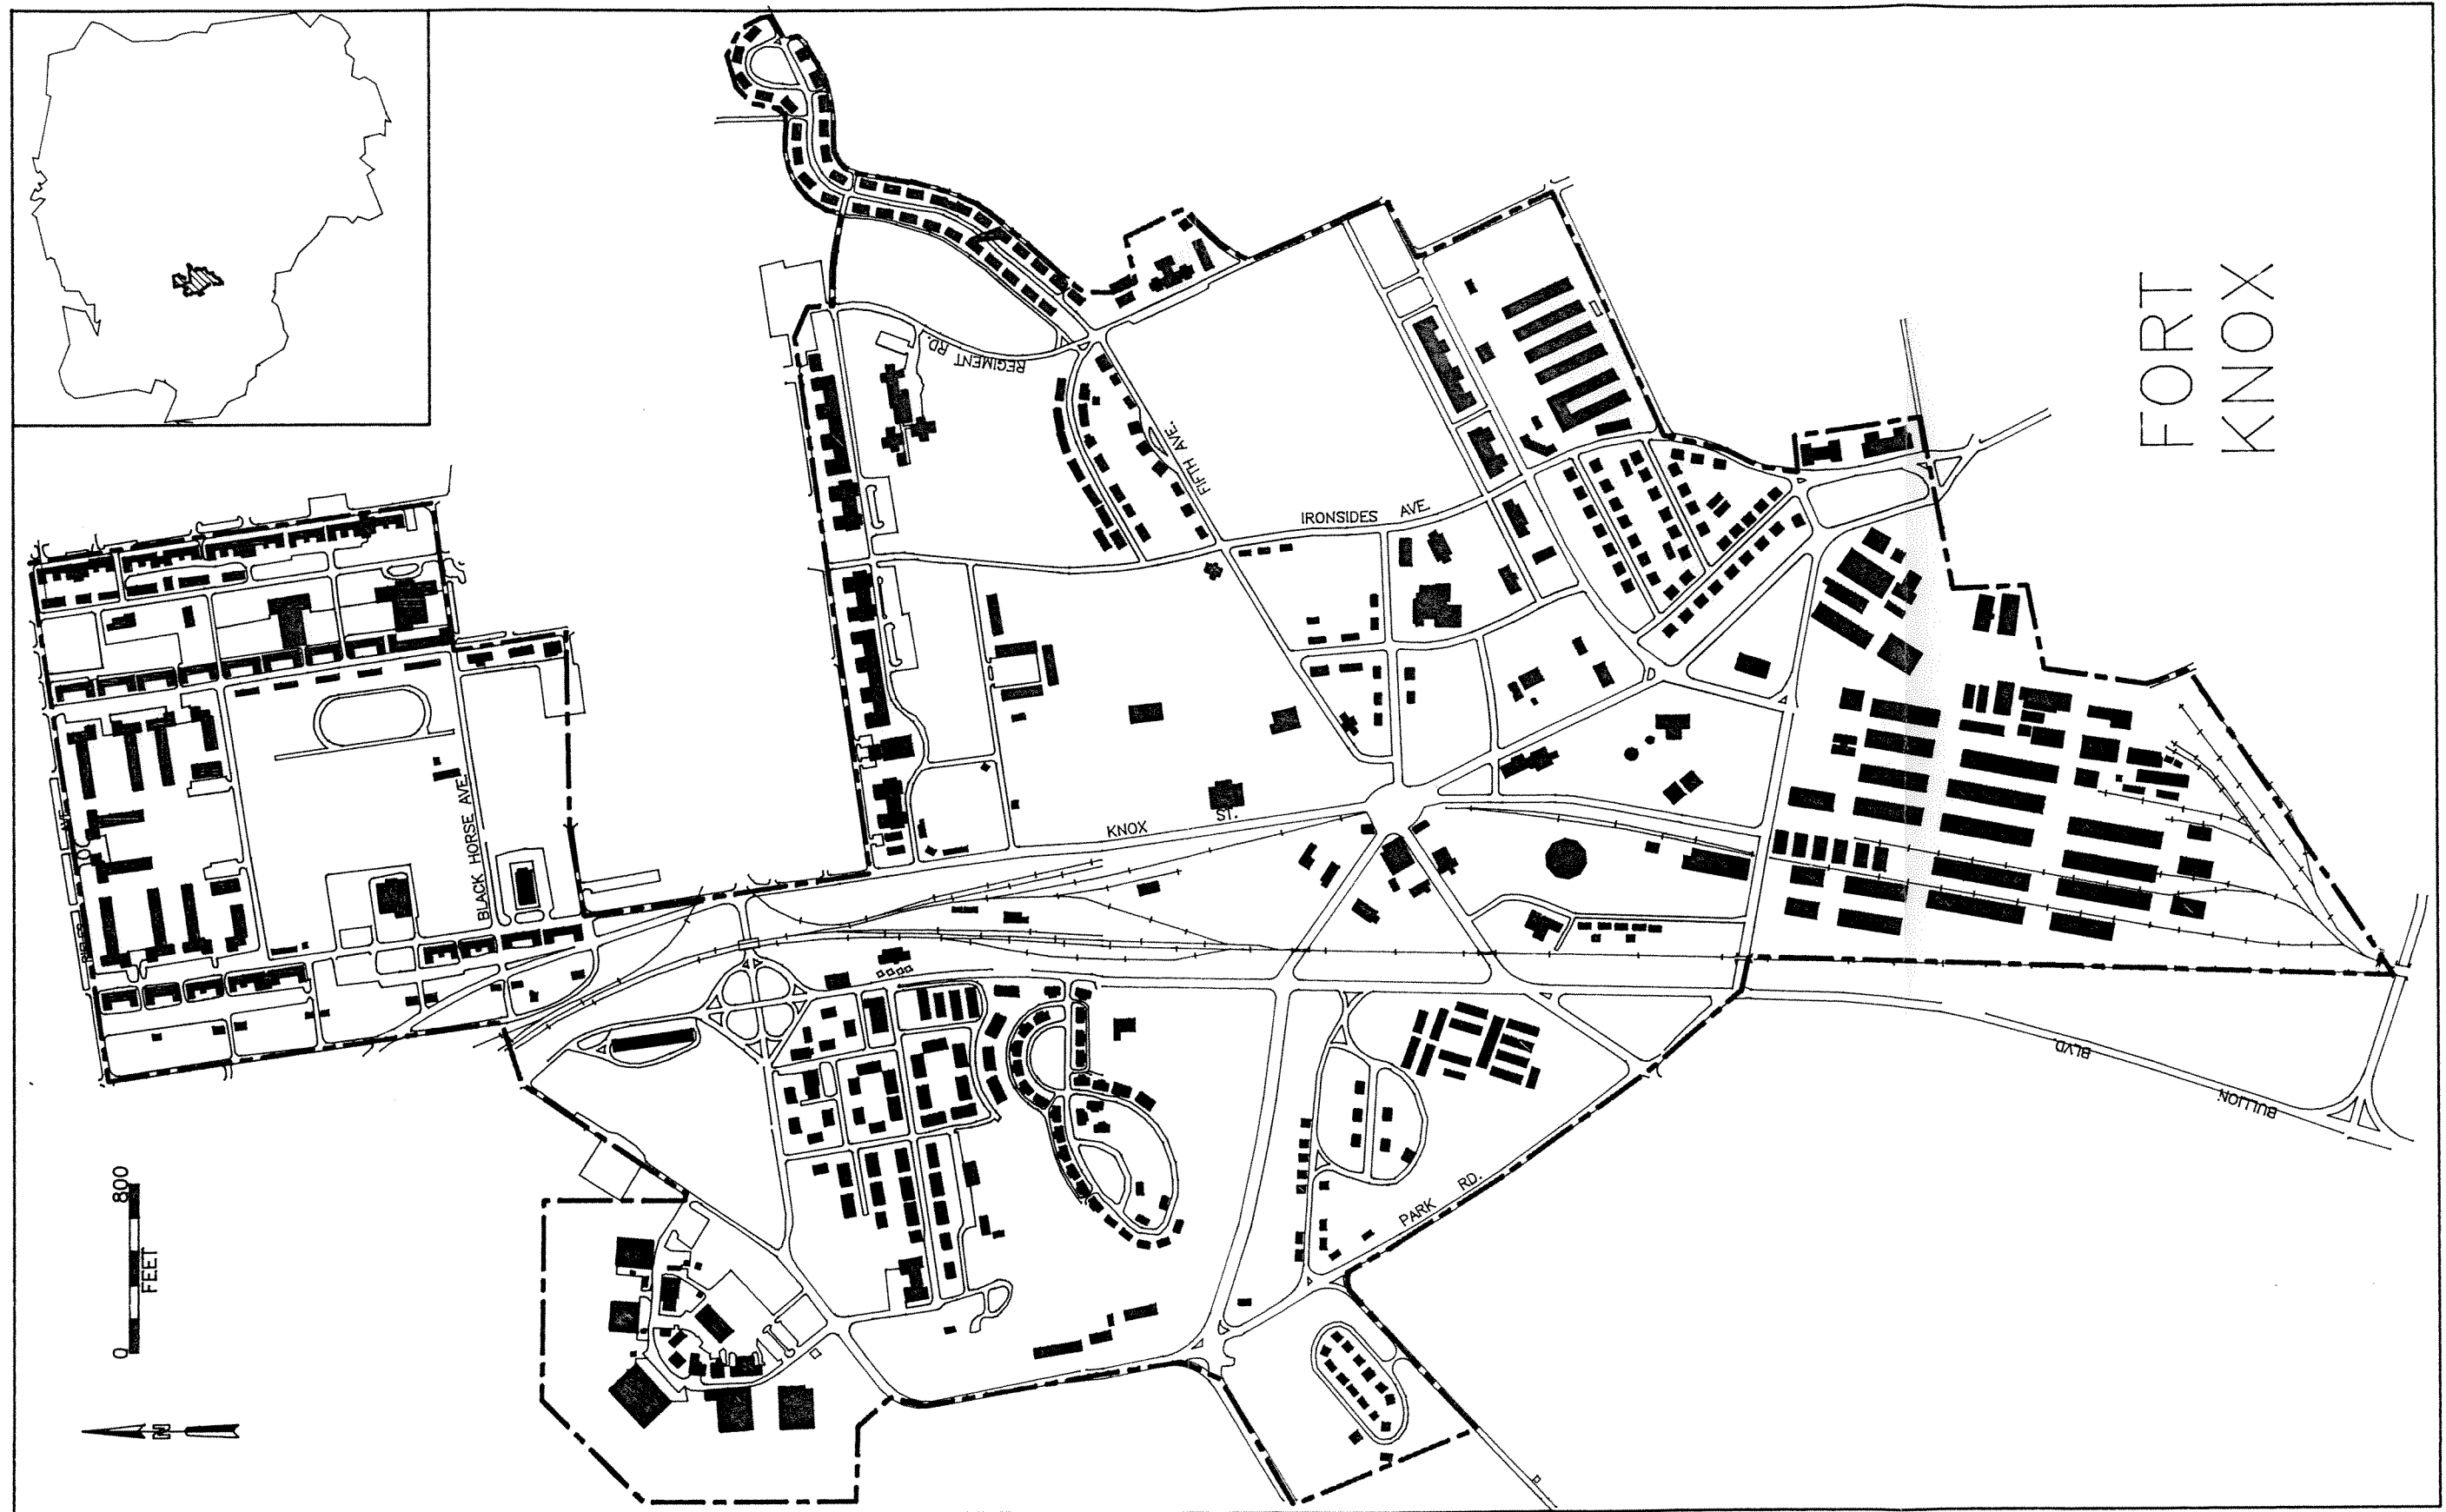 FORT
KNOX
REGIMENT RD.
FIFTH AVE.
IRONSIDES AVE.
BLACK HORSE AVE.
AVE.
KNOX ST.
BULLION BLVD.
PARK RD.
0 800
FEET
N